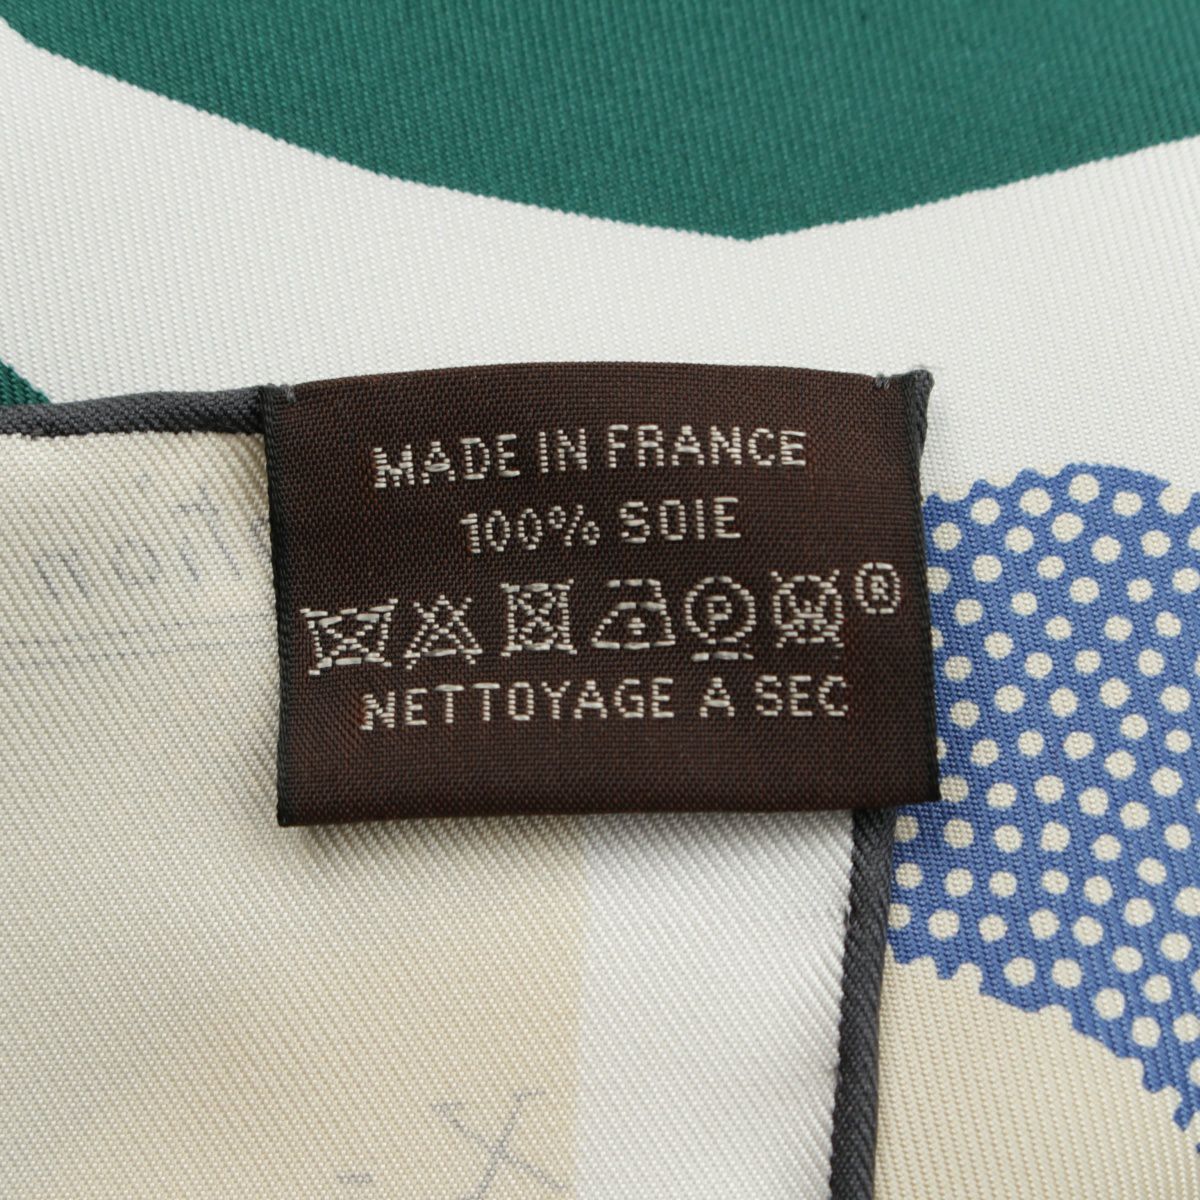 MADE IN FRANCE
100% SOIE
P W ®
NETTOYAGE A SEC